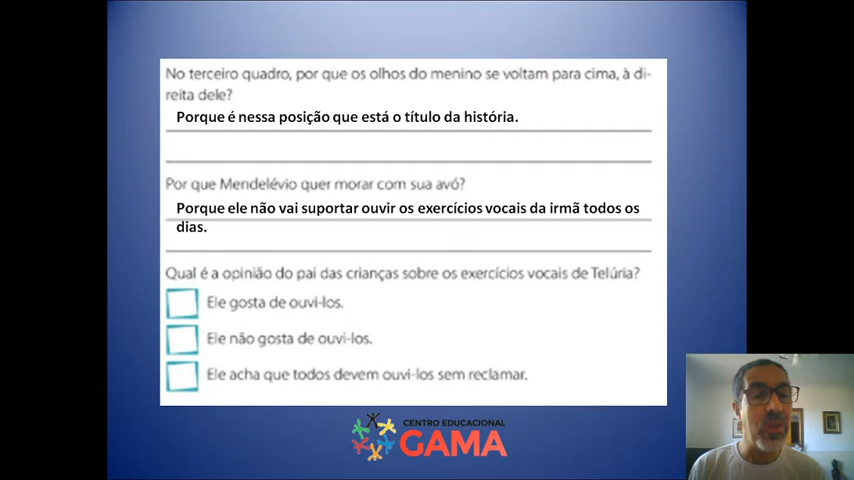 No terceiro quadro, por que os olhos do menino se voltam para cima, à di-
reita dele?
Porque é nessa posição que está o título da história.
Por que Mendelévio quer morar com sua avó?
Porque ele não vai suportar ouvir os exercícios vocais da irmã todos os
dias.
Qual é a opinião do pai das crianças sobre os exercícios vocais de Telúria?
Ele gosta de ouvi-los.
Ele não gosta de ouvi-los.
Ele acha que todos devem ouvi-los sem reclamar.
CENTRO EDUCACIONAL
GAMA